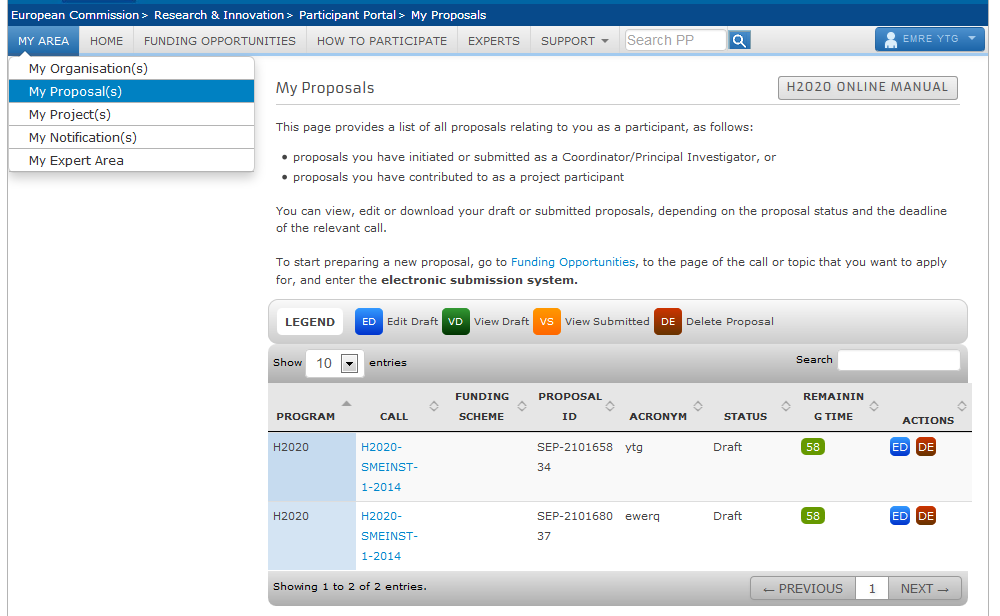 European Commission > Research & Innovation > Participant Portal > My Proposals
MY AREA HOME FUNDING OPPORTUNITIES HOW TO PARTICIPATE EXPERTS SUPPORT Search PP EMRE YTG
My Organisation(s)
My Proposal(s)
My Project(s)
My Notification(s)
My Expert Area
My Proposals
H2020 ONLINE MANUAL
This page provides a list of all proposals relating to you as a participant, as follows:
• proposals you have initiated or submitted as a Coordinator/Principal Investigator, or
• proposals you have contributed to as a project participant
You can view, edit or download your draft or submitted proposals, depending on the proposal status and the deadline
of the relevant call.
To start preparing a new proposal, go to Funding Opportunities, to the page of the call or topic that you want to apply
for, and enter the electronic submission system.
LEGEND ED Edit Draft VD View Draft VS View Submitted DE Delete Proposal
Show 10 entries Search
PROGRAM CALL FUNDING SCHEME PROPOSAL ID ACRONYM STATUS REMAININ G TIME ACTIONS
H2020 H2020- SEP-2101658 ytg Draft 58 ED DE
SMEINST- 34
1-2014
H2020 H2020- SEP-2101680 ewerq Draft 58 ED DE
SMEINST- 37
1-2014
Showing 1 to 2 of 2 entries.
← PREVIOUS 1 NEXT →